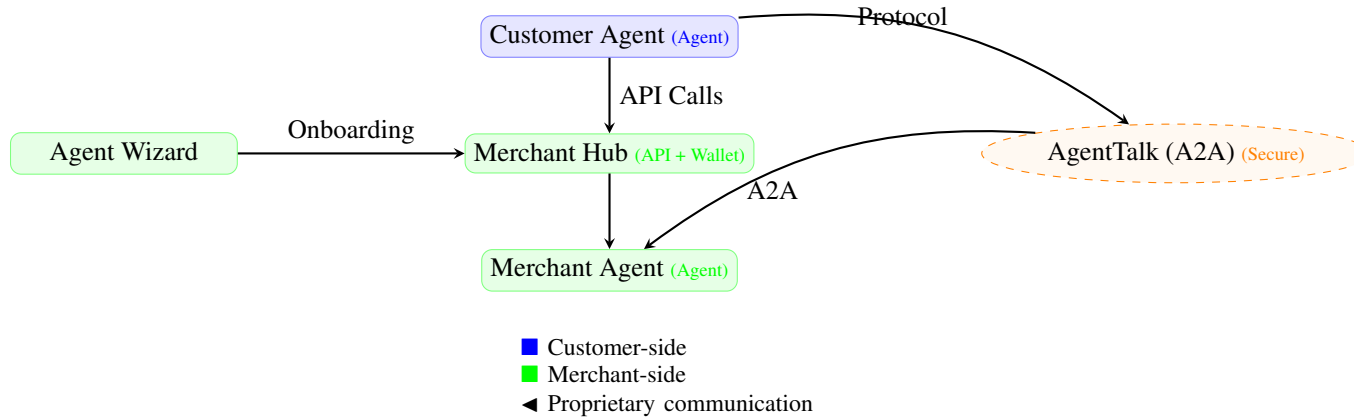 Protocol
Customer Agent (Agent)
API Calls
Onboarding
Agent Wizard
Merchant Hub (API + Wallet)
AgentTalk (A2A) (Secure)
A2A
Merchant Agent (Agent)
Customer-side
Merchant-side
Proprietary communication